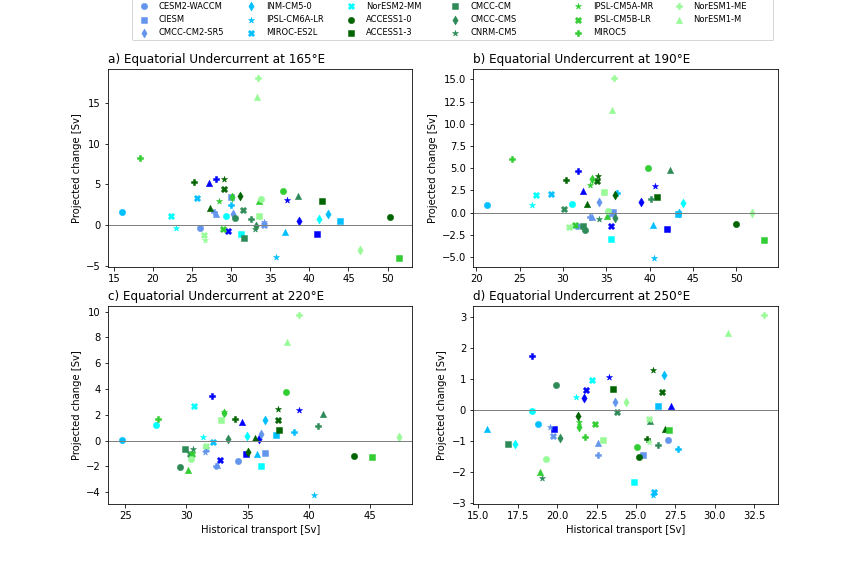 CESM2-WACCM INM-CM5-0 NorESM2-MM CMCC-CM IPSL-CM5A-MR NorESM1-ME
CIESM IPSL-CM6A-LR ACCESS1-0 CMCC-CMS IPSL-CM5B-LR NorESM1-M
CMCC-CM2-SR5 MIROC-ES2L ACCESS1-3 CNRM-CM5 MIROC5
a) Equatorial Undercurrent at 165°E
Projected change [Sv]
15
10
5
0
−5
15 20 25 30 35 40 45 50
b) Equatorial Undercurrent at 190°E
Projected change [Sv]
15.0
12.5
10.0
7.5
5.0
2.5
0.0
−2.5
−5.0
20 25 30 35 40 45 50
c) Equatorial Undercurrent at 220°E
Projected change [Sv]
10
8
6
4
2
0
−2
−4
25 30 35 40 45
Historical transport [Sv]
d) Equatorial Undercurrent at 250°E
Projected change [Sv]
3
2
1
0
−1
−2
−3
15.0 17.5 20.0 22.5 25.0 27.5 30.0 32.5
Historical transport [Sv]